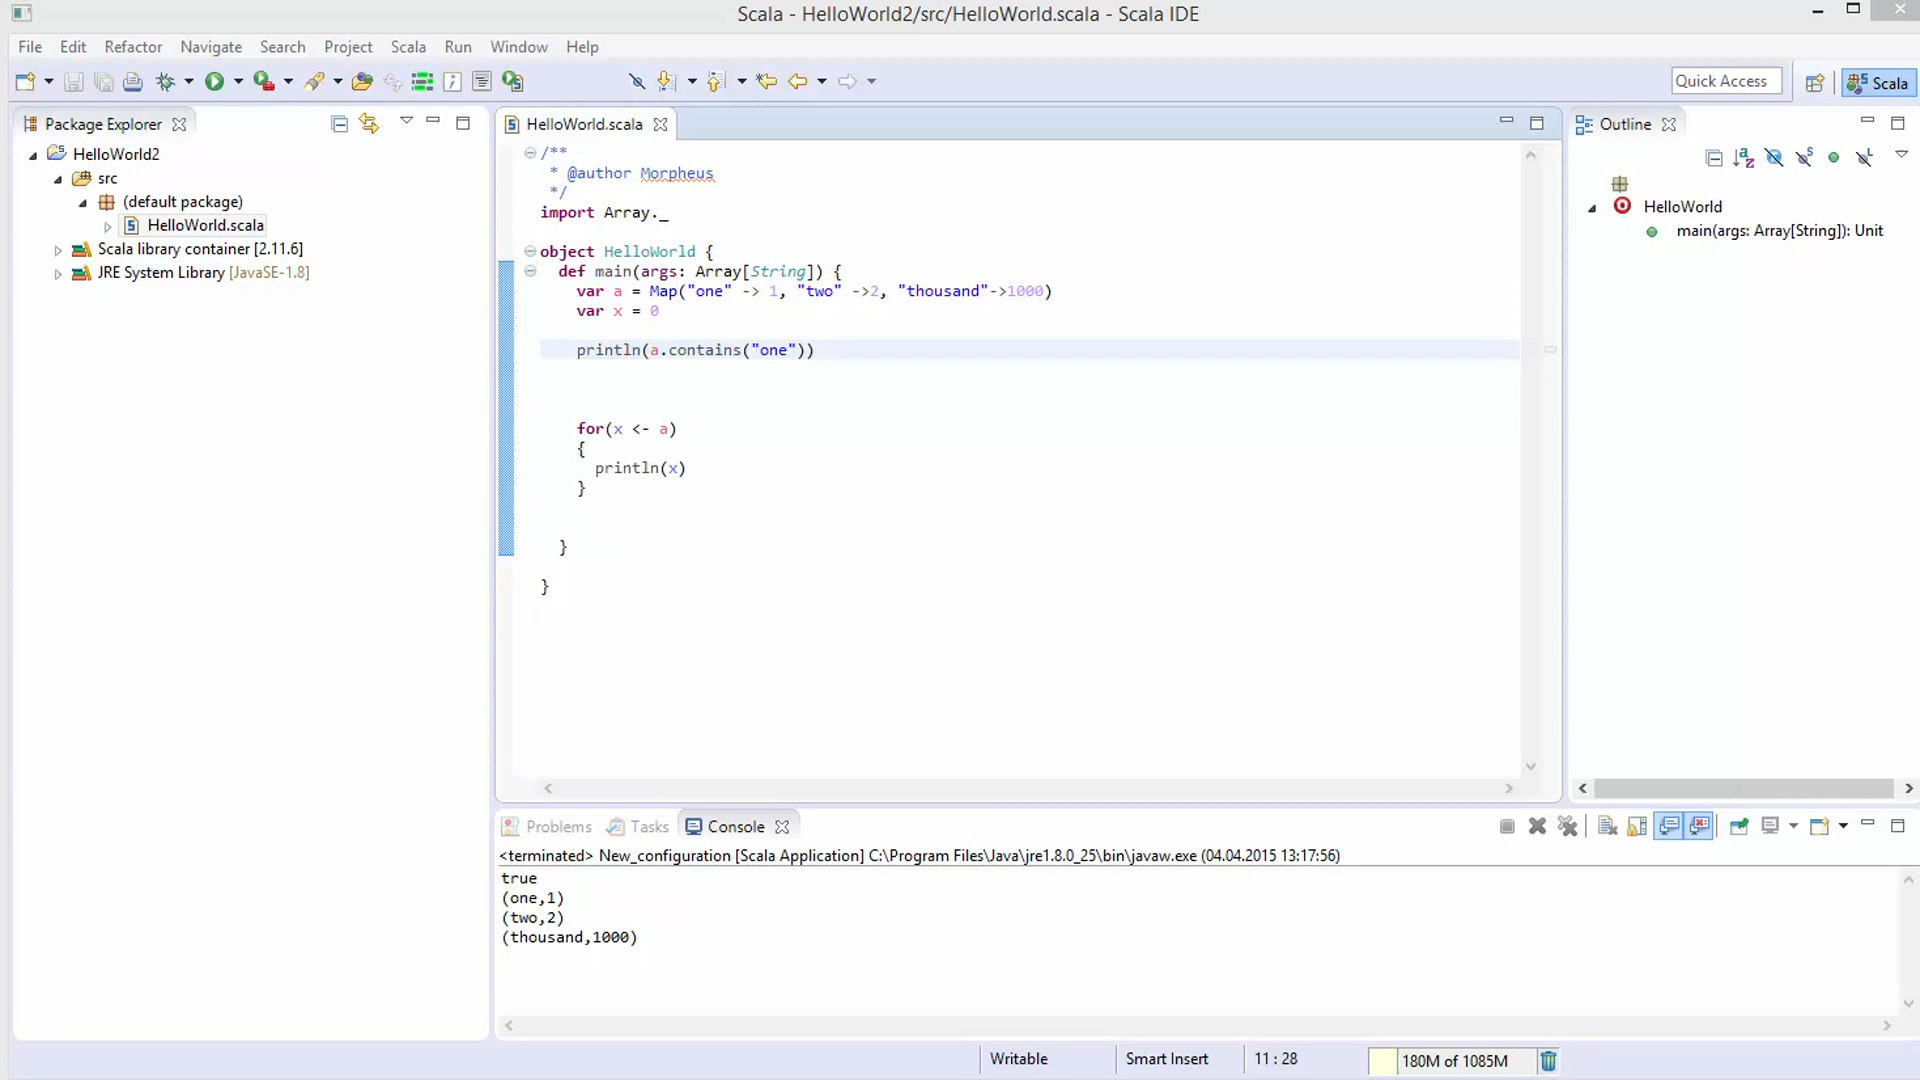 Scala - HelloWorld2/src/HelloWorld.scala - Scala IDE
File Edit Refactor Navigate Search Project Scala Run Window Help
Quick Access
Scala
Package Explorer
HelloWorld2
src
(default package)
HelloWorld.scala
Scala library container [2.11.6]
JRE System Library [JavaSE-1.8]
HelloWorld.scala
/**
* @author Morpheus
*/
import Array._
object HelloWorld {
def main(args: Array[String]) {
var a = Map("one" -> 1, "two" ->2, "thousand"->1000)
var x = 0
println(a.contains("one"))
for(x <- a)
{
println(x)
}
}
}
Outline
HelloWorld
main(args: Array[String]): Unit
Problems Tasks Console
<terminated> New_configuration [Scala Application] C:\Program Files\Java\jre1.8.0_25\bin\javaw.exe (04.04.2015 13:17:56)
true
(one,1)
(two,2)
(thousand,1000)
Writable Smart Insert 11 : 28 180M of 1085M